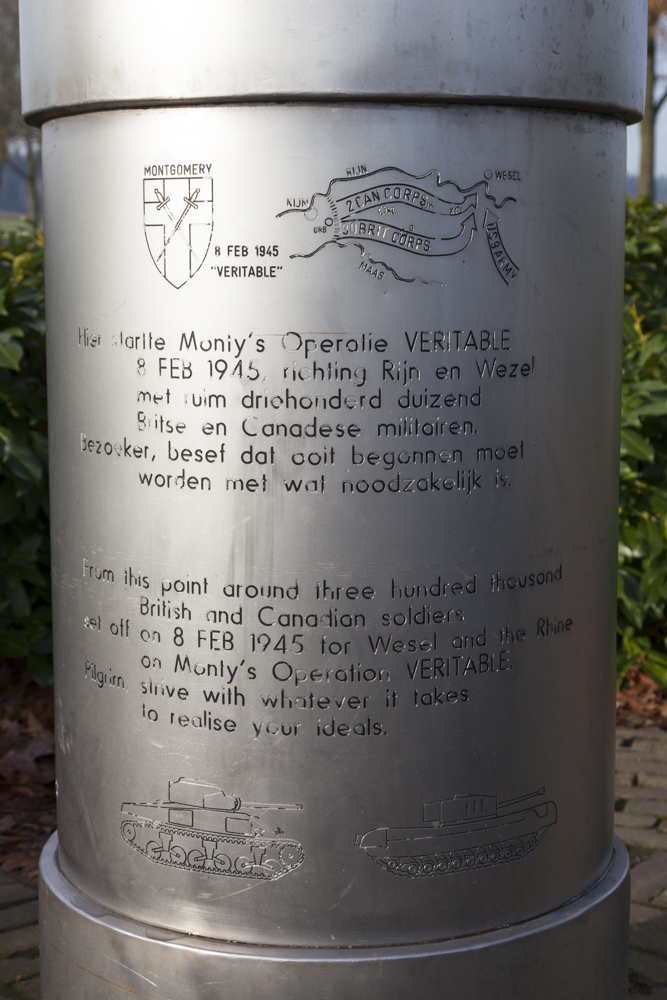 MONTGOMERY
8 FEB 1945
"VERITABLE"
RIJN
WESEL
2 CAN CORPS
30 BRIT CORPS
US 9 ARMY
MAAS
Hier startte Monty's Operatie VERITABLE
8 FEB 1945, richting Rijn en Wezel
met ruim driehonderd duizend
Britse en Canadese militairen.
Bezoeker, besef dat ooit begonnen moet
worden met wat noodzakelijk is.
From this point around three hundred thousand
British and Canadian soldiers
set off on 8 FEB 1945 for Wesel and the Rhine
on Monty's Operation VERITABLE.
Pilgrim, strive with whatever it takes
to realise your ideals.